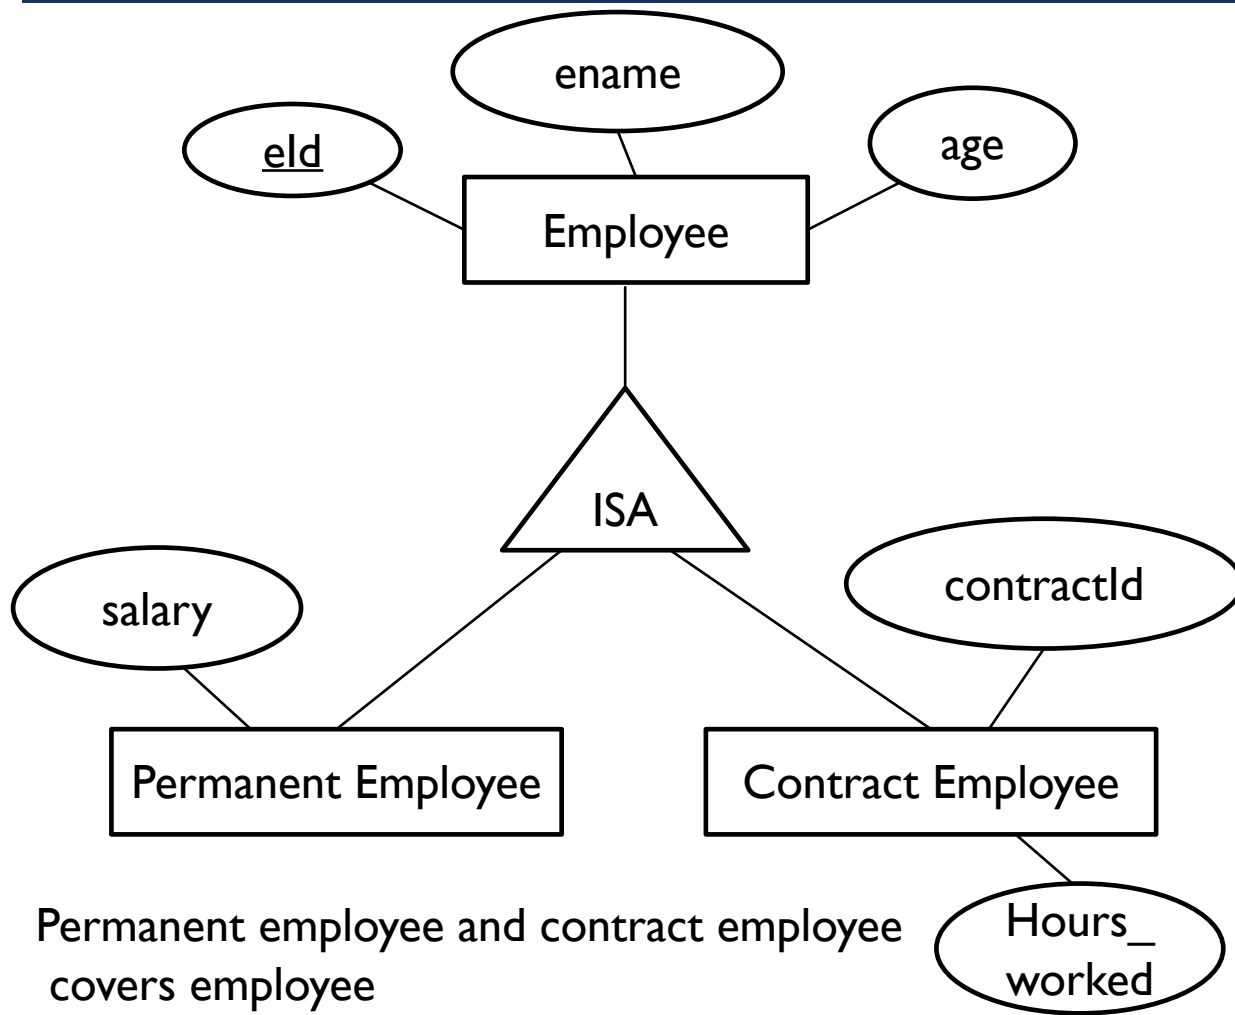 ename
eId
age
Employee
ISA
contractId
salary
Permanent Employee
Contract Employee
Permanent employee and contract employee
covers employee
Hours_
worked